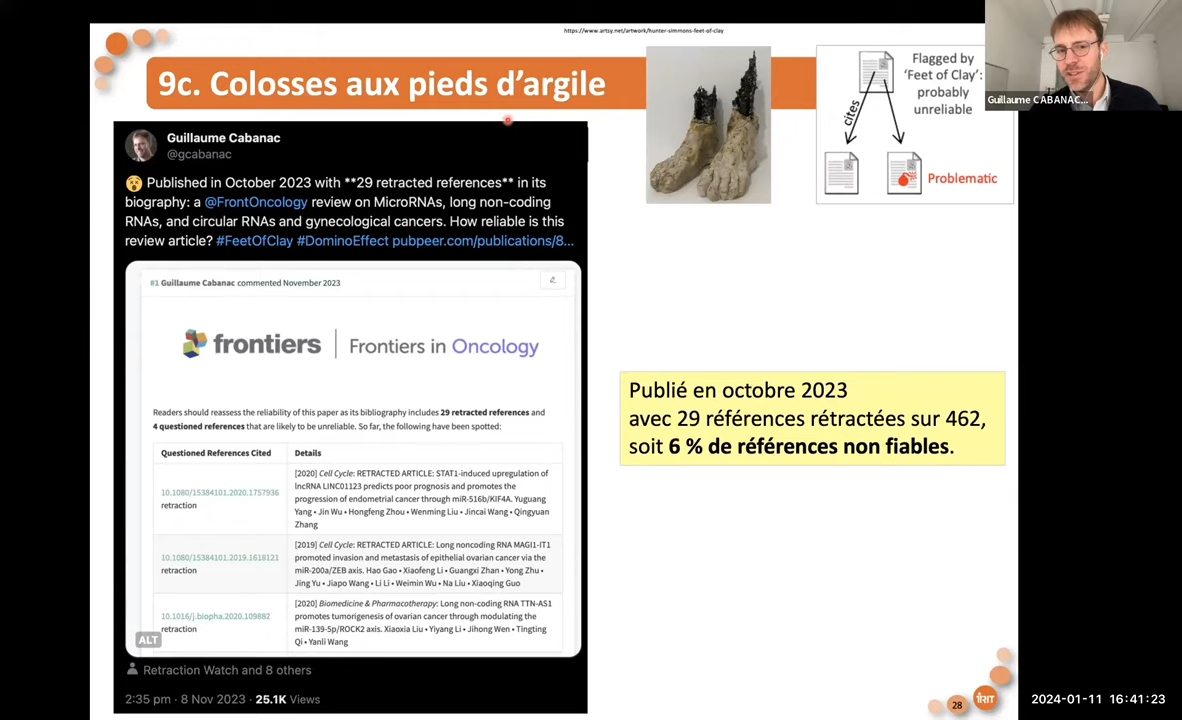 https://www.artsy.net/artwork/hunter-simmons-feet-of-clay
9c. Colosses aux pieds d'argile
Flagged by
'Feet of Clay':
probably
unreliable
cites
Problematic
Guillaume CABANAC...
Guillaume Cabanac
@gcabanac
Published in October 2023 with **29 retracted references** in its
biography: a @FrontOncology review on MicroRNAs, long non-coding
RNAs, and circular RNAs and gynecological cancers. How reliable is this
review article? #FeetOfClay #DominoEffect pubpeer.com/publications/8...
#1 Guillaume Cabanac commented November 2023
frontiers | Frontiers in Oncology
Readers should reassess the reliability of this paper as its bibliography includes 29 retracted references and
4 questioned references that are likely to be unreliable. So far, the following have been spotted:
Questioned References Cited Details
10.1080/15384101.2020.1757936
retraction
[2020] Cell Cycle: RETRACTED ARTICLE: STAT1-induced upregulation of
lncRNA LINC01123 predicts poor prognosis and promotes the
progression of endometrial cancer through miR-516b/KIF4A. Yuguang
Yang • Jin Wu • Hongfeng Zhou • Wenming Liu • Jincai Wang • Qingyuan
Zhang
10.1080/15384101.2019.1618121
retraction
[2019] Cell Cycle: RETRACTED ARTICLE: Long noncoding RNA MAGI1-IT1
promoted invasion and metastasis of epithelial ovarian cancer via the
miR-200a/ZEB axis. Hao Gao • Xiaofeng Li • Guangxi Zhan • Yong Zhu •
Jing Yu • Jiapo Wang • Li Li • Weimin Wu • Na Liu • Xiaoqing Guo
10.1016/j.biopha.2020.109882
retraction
[2020] Biomedicine & Pharmacotherapy: Long non-coding RNA TTN-AS1
promotes tumorigenesis of ovarian cancer through modulating the
miR-139-5p/ROCK2 axis. Xiaoxia Liu • Yiyang Li • Jihong Wen • Tingting
Qi • Yanli Wang
ALT
Retraction Watch and 8 others
2:35 pm · 8 Nov 2023 · 25.1K Views
Publié en octobre 2023
avec 29 références rétractées sur 462,
soit 6 % de références non fiables.
28
IRIT
2024-01-11 16:41:23